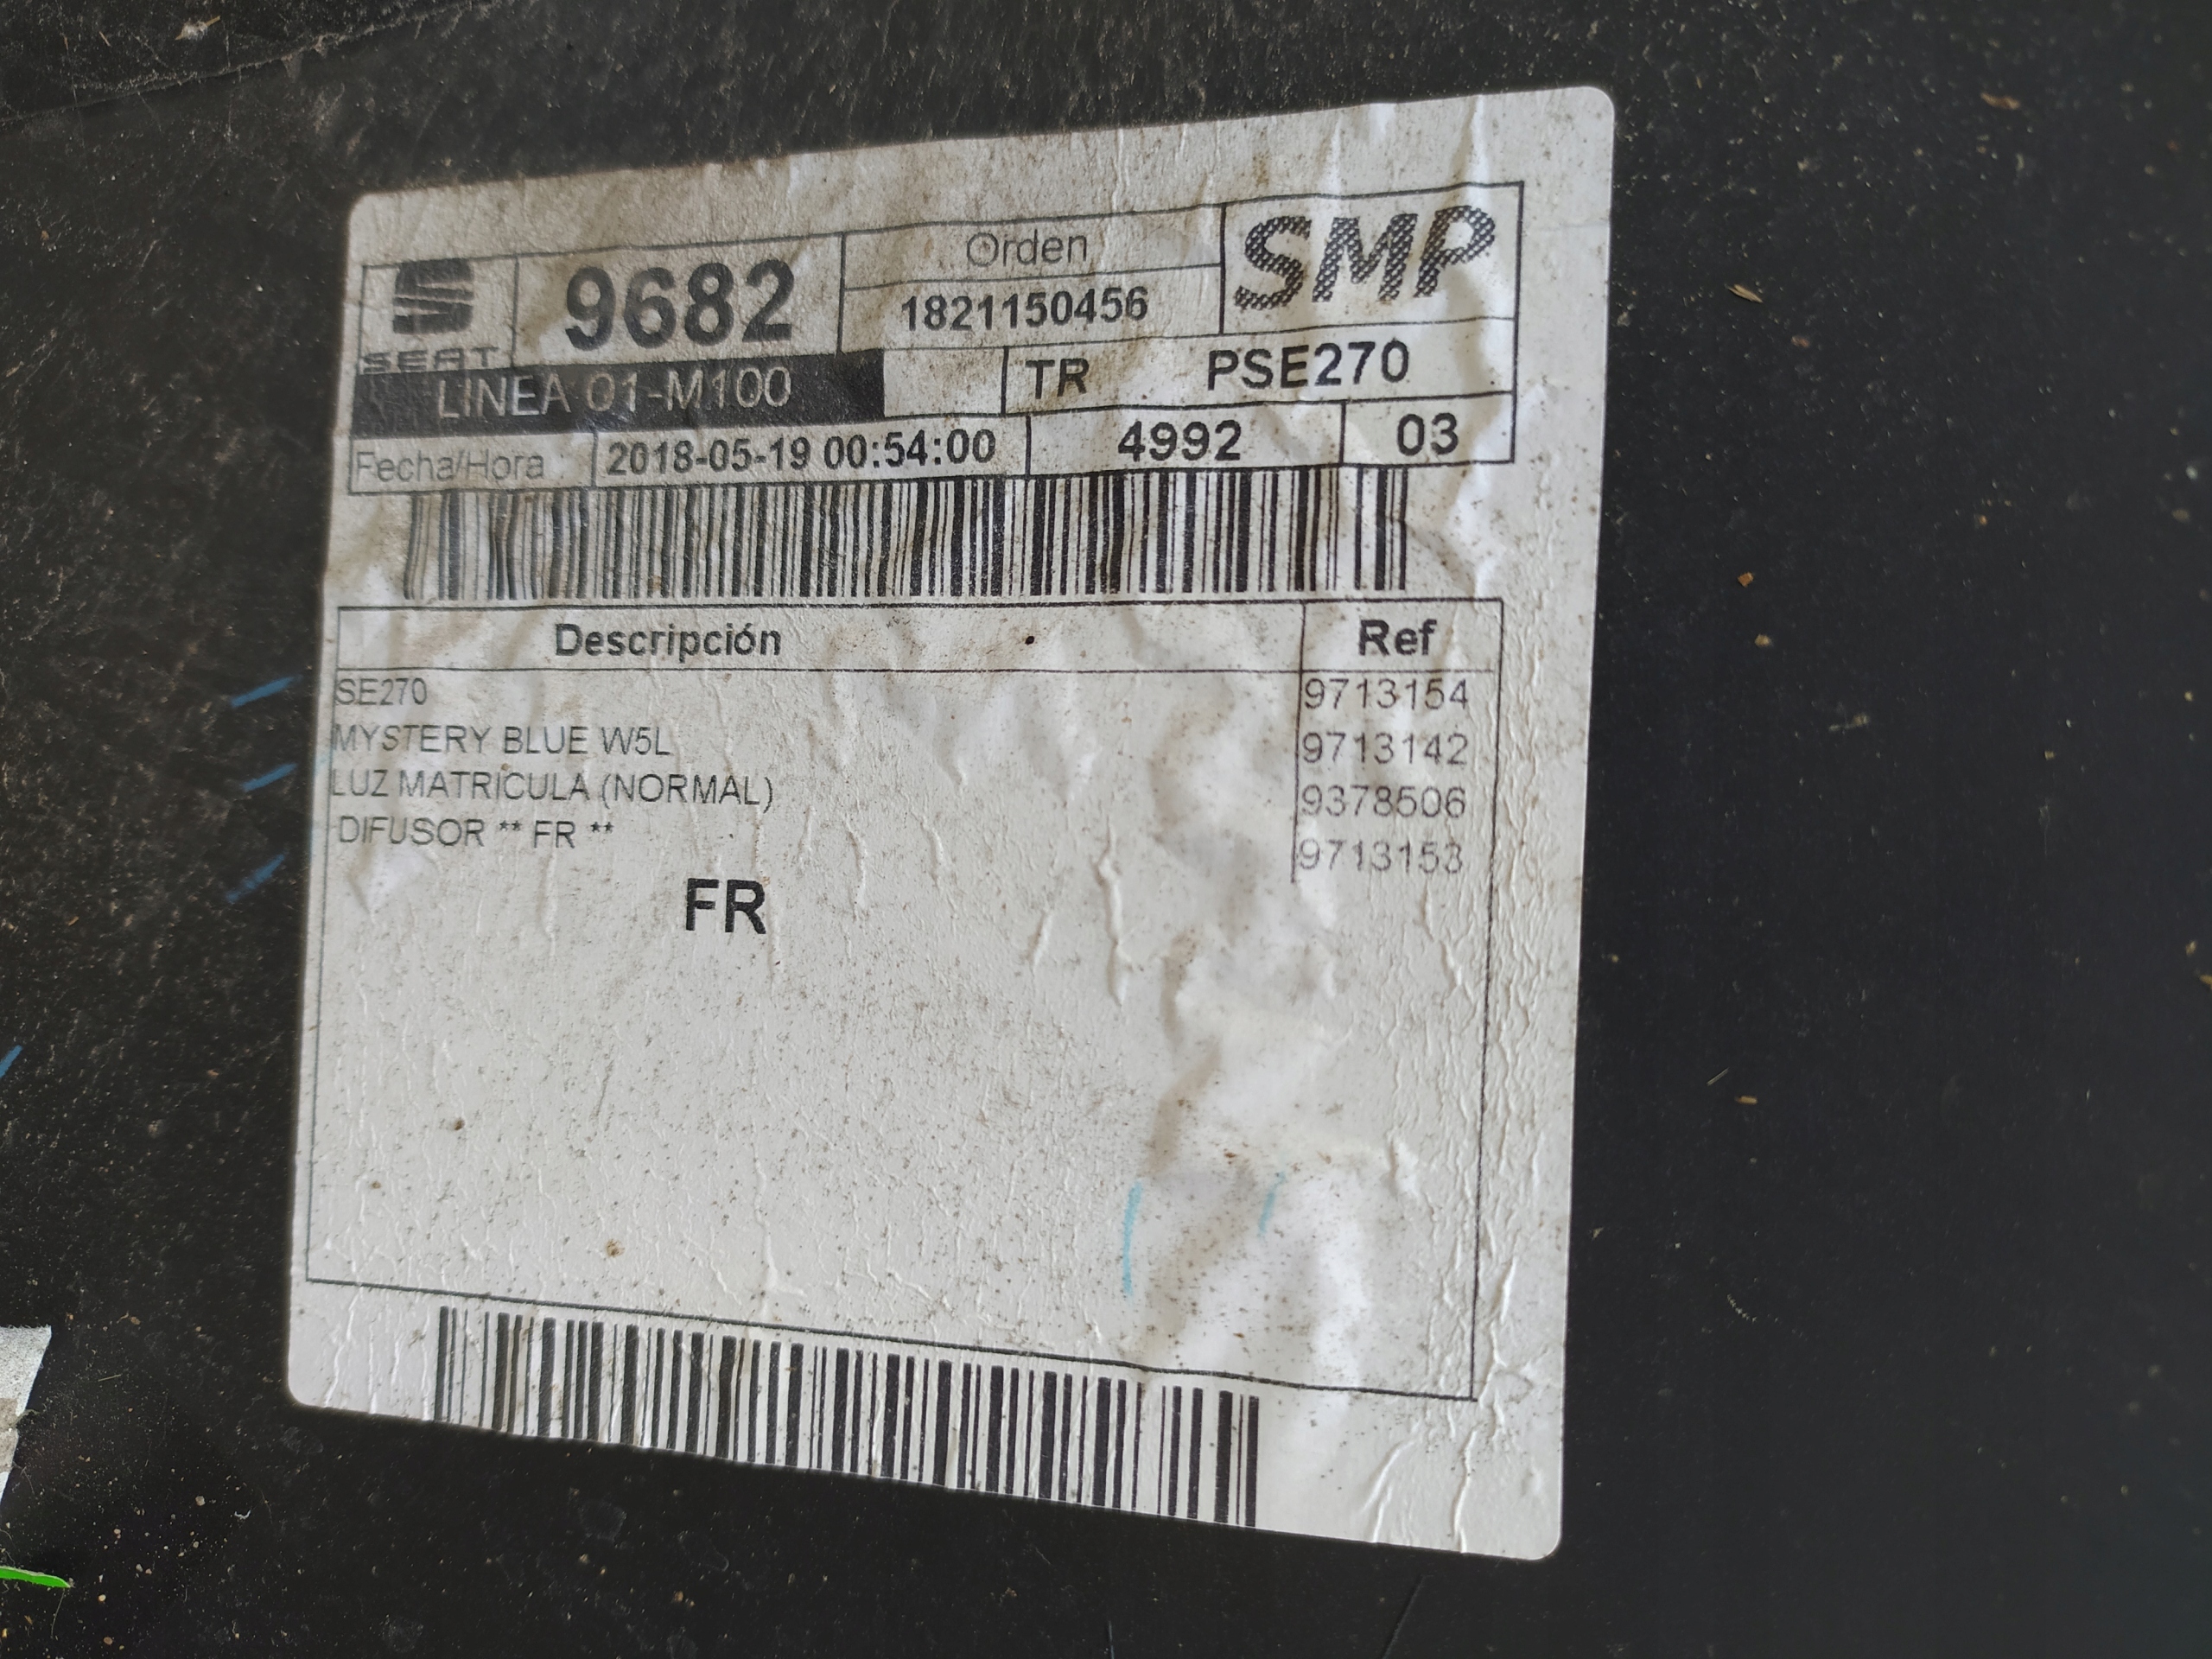 SEAT
9682
Orden
1821150456
SMP
LINEA 01-M100
TR PSE270
Fecha/Hora :
2018-05-19 00:54:00
4992
03
Descripción
Ref
SE270 9713154
MYSTERY BLUE W5L 9713142
LUZ MATRICULA (NORMAL) 9378506
DIFUSOR ** FR ** 9713153
FR